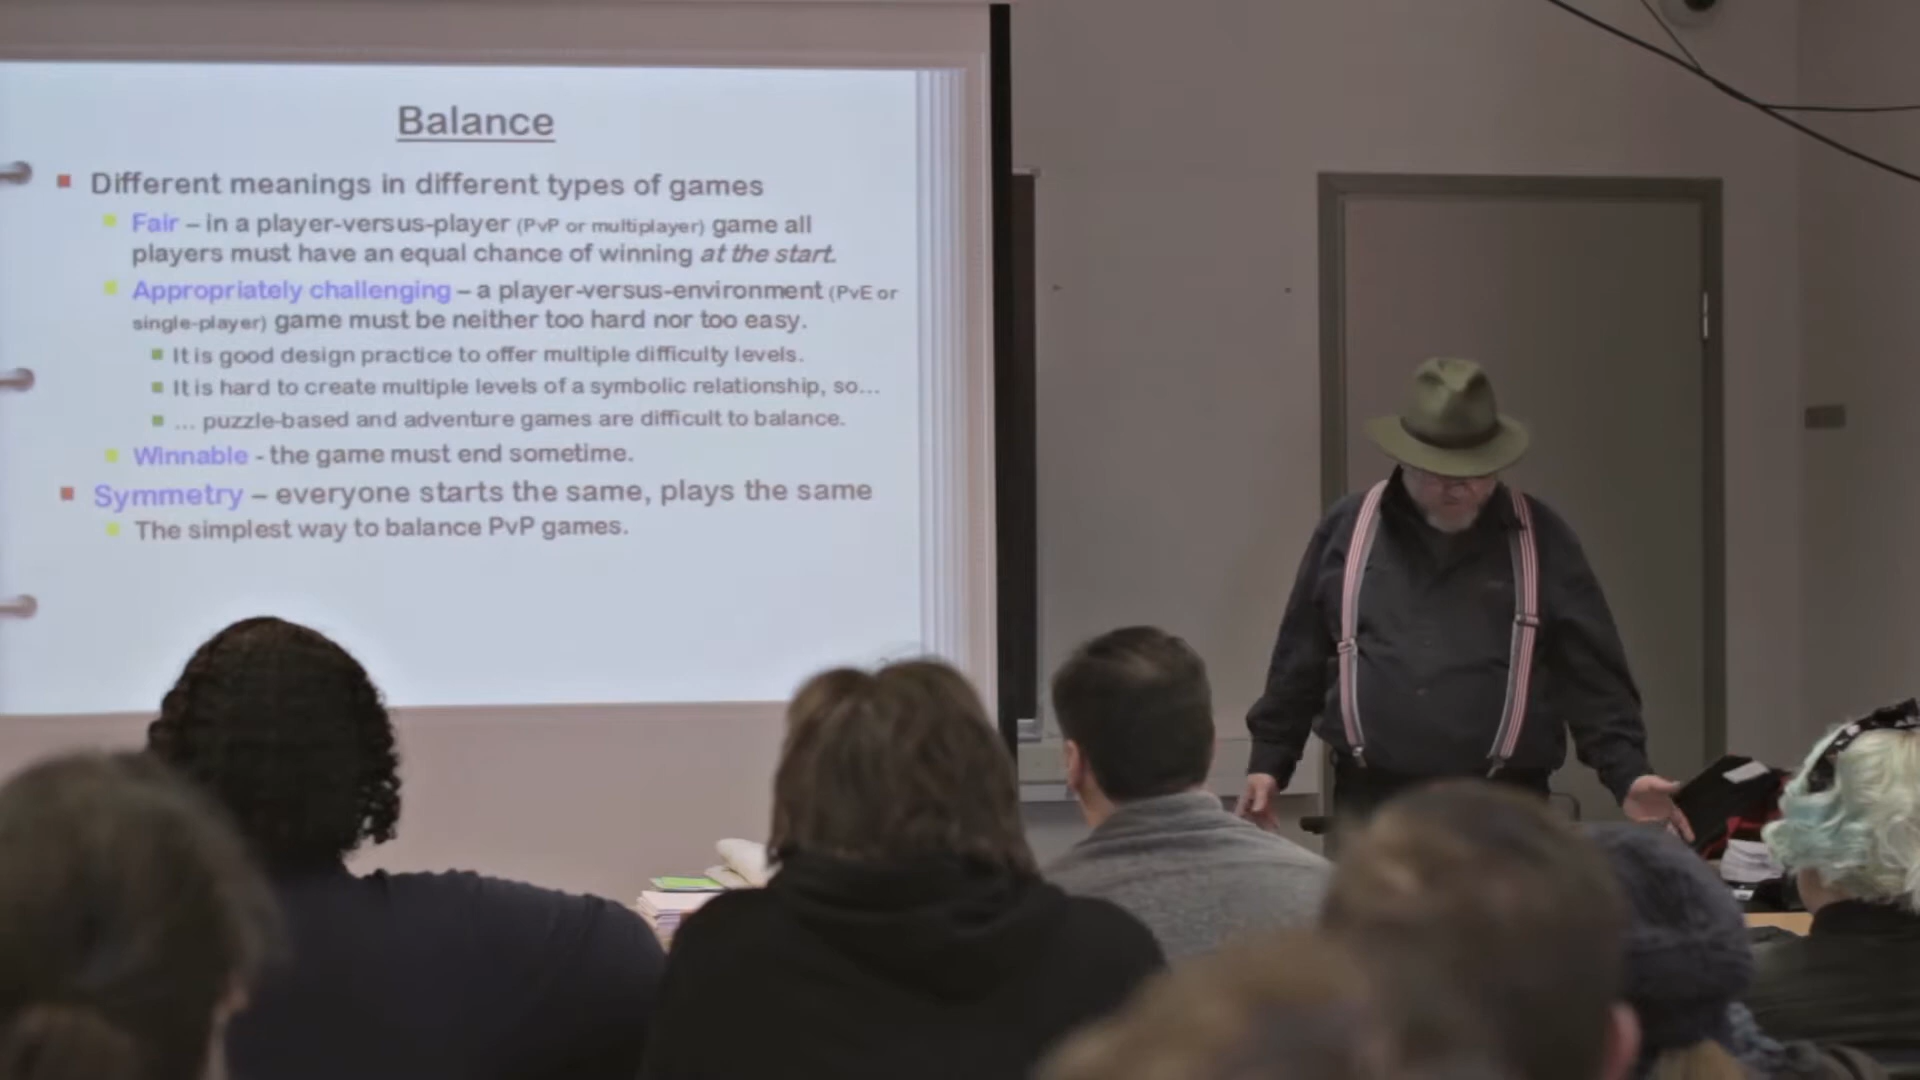 Balance
Different meanings in different types of games
Fair – in a player-versus-player (PvP or multiplayer) game all
players must have an equal chance of winning at the start.
Appropriately challenging – a player-versus-environment (PvE or
single-player) game must be neither too hard nor too easy.
It is good design practice to offer multiple difficulty levels.
It is hard to create multiple levels of a symbolic relationship, so...
... puzzle-based and adventure games are difficult to balance.
Winnable - the game must end sometime.
Symmetry – everyone starts the same, plays the same
The simplest way to balance PvP games.